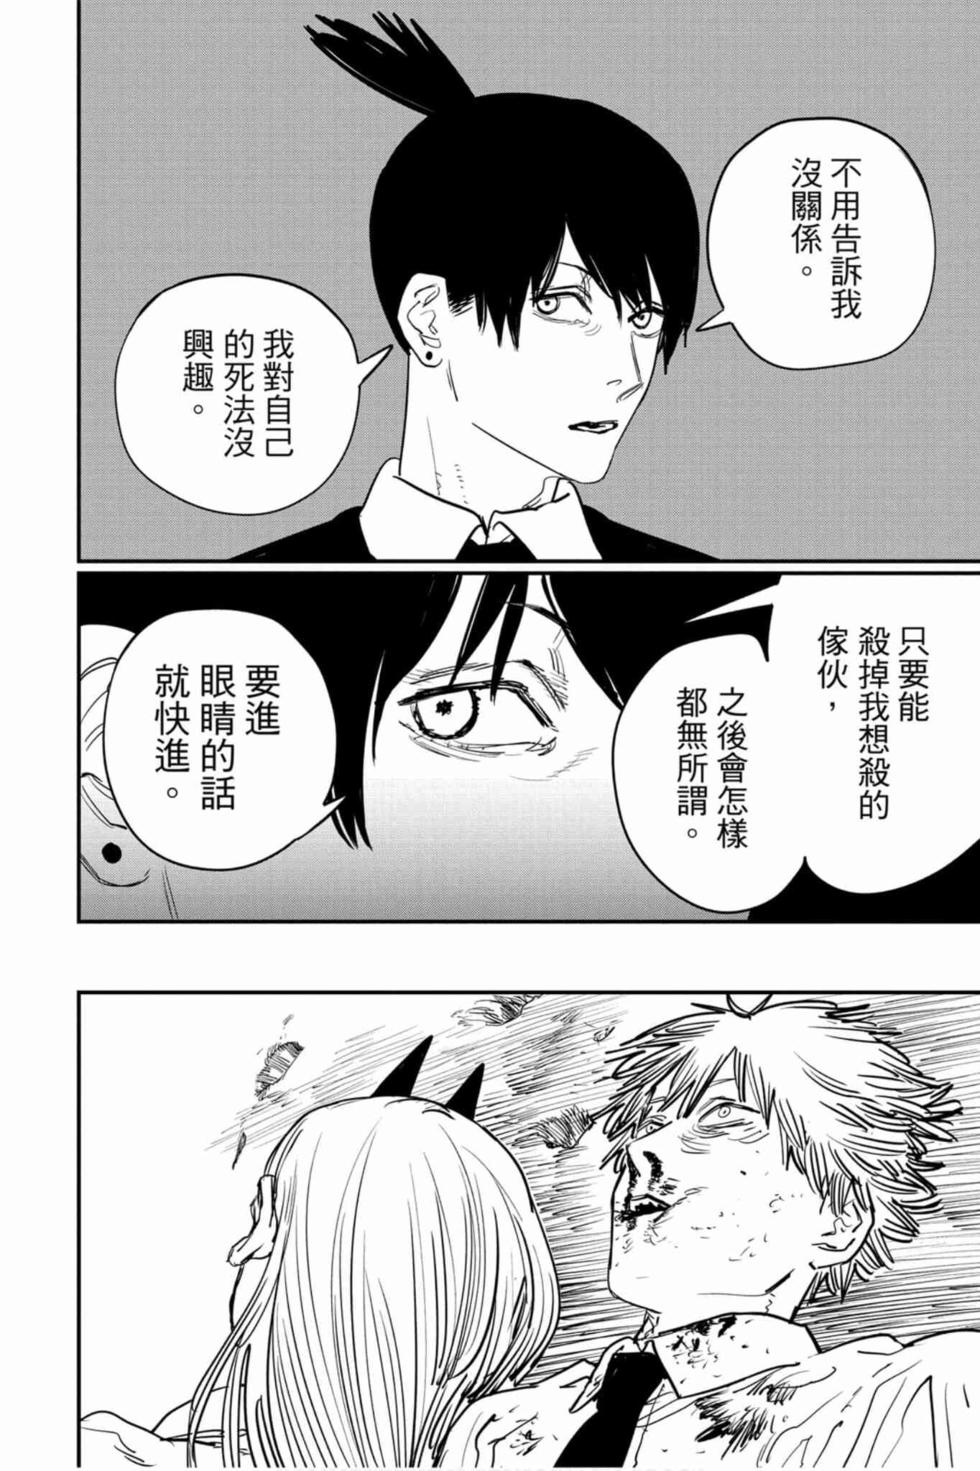 不用告訴我
沒關係。
我對自己
的死法沒
興趣。
只要能
殺掉我想殺的
傢伙，
之後會怎樣
都無所謂。
要進
眼睛的話
就快進。